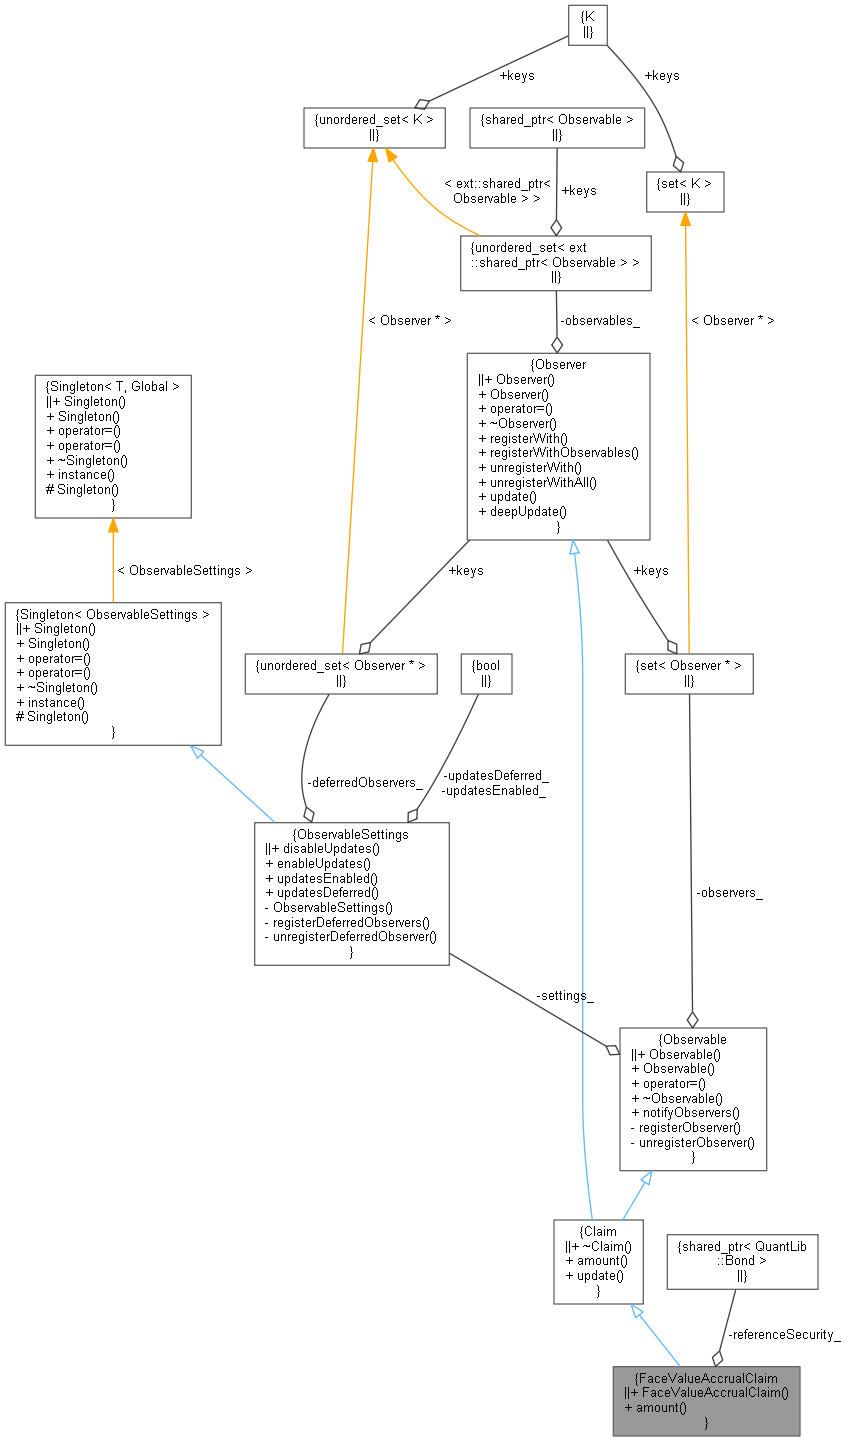 {K
||}
+keys
+keys
{unordered_set< K >
||}
{shared_ptr< Observable >
||}
{set< K >
||}
< ext::shared_ptr<
Observable > >
+keys
{unordered_set< ext
::shared_ptr< Observable > >
||}
< Observer * >
-observables_
< Observer * >
{Observer
||+ Observer()
+ Observer()
+ operator=()
+ ~Observer()
+ registerWith()
+ registerWithObservables()
+ unregisterWith()
+ unregisterWithAll()
+ update()
+ deepUpdate()
}
{Singleton< T, Global >
||+ Singleton()
+ Singleton()
+ operator=()
+ operator=()
+ ~Singleton()
+ instance()
# Singleton()
}
< ObservableSettings >
+keys
+keys
{Singleton< ObservableSettings >
||+ Singleton()
+ Singleton()
+ operator=()
+ operator=()
+ ~Singleton()
+ instance()
# Singleton()
}
{unordered_set< Observer * >
||}
{bool
||}
{set< Observer * >
||}
-deferredObservers_
-updatesDeferred_
-updatesEnabled_
{ObservableSettings
||+ disableUpdates()
+ enableUpdates()
+ updatesEnabled()
+ updatesDeferred()
- ObservableSettings()
- registerDeferredObservers()
- unregisterDeferredObserver()
}
-observers_
-settings_
{Observable
||+ Observable()
+ Observable()
+ operator=()
+ ~Observable()
+ notifyObservers()
- registerObserver()
- unregisterObserver()
}
{Claim
||+ ~Claim()
+ amount()
+ update()
}
{shared_ptr< QuantLib
::Bond >
||}
-referenceSecurity_
{FaceValueAccrualClaim
||+ FaceValueAccrualClaim()
+ amount()
}